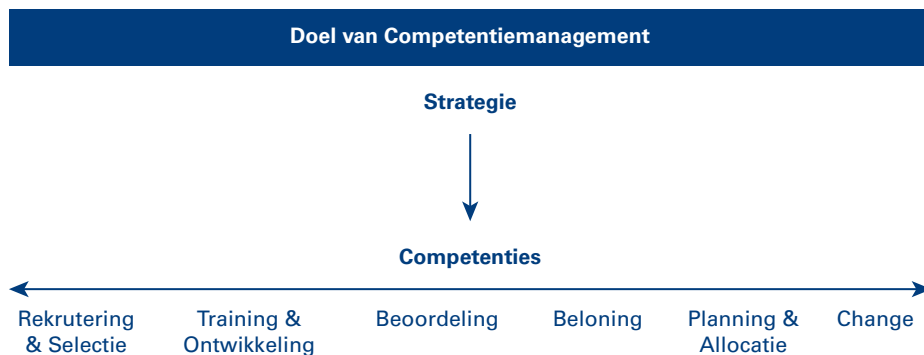 Doel van Competentiemanagement
Strategie
Competenties
Rekrutering & Selectie
Training & Ontwikkeling
Beoordeling
Beloning
Planning & Allocatie
Change